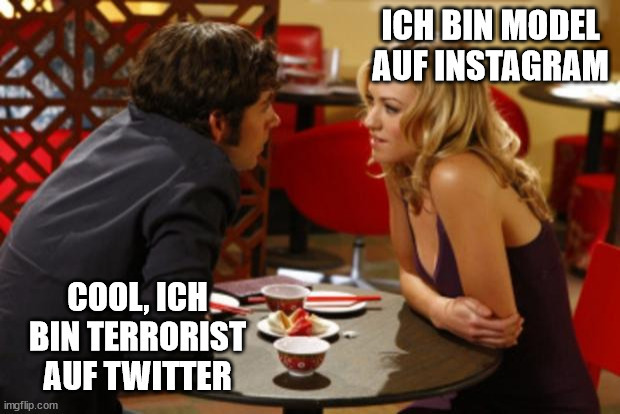 ICH BIN MODEL
AUF INSTAGRAM
COOL, ICH
BIN TERRORIST
AUF TWITTER
imgflip.com